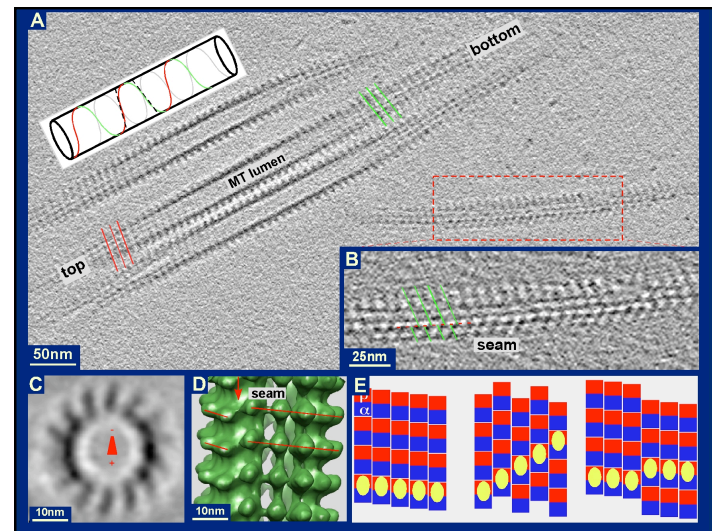 A
bottom
MT lumen
top
50nm
B
seam
25nm
C
-
+
10nm
D
seam
10nm
E
β
α